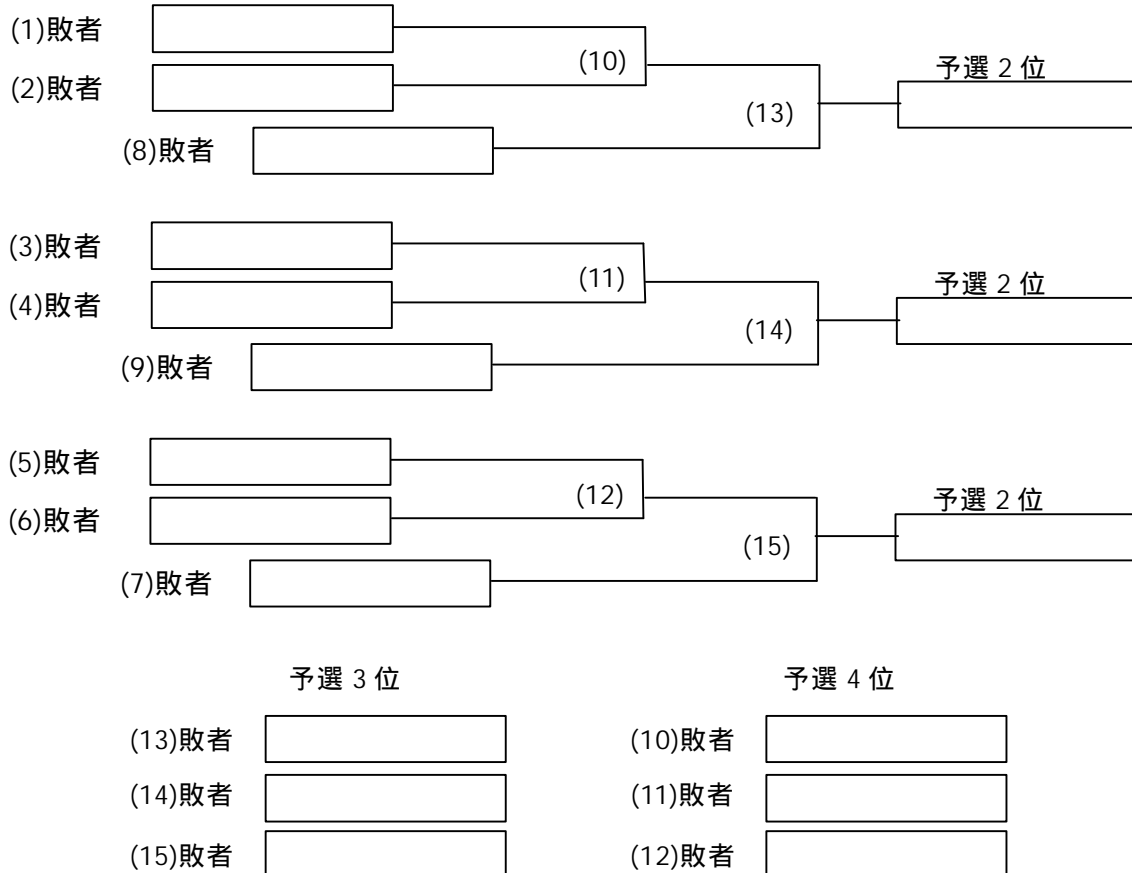 (1)敗者
(10)
予選 2 位
(2)敗者
(13)
(8)敗者
(3)敗者
(11)
予選 2 位
(4)敗者
(14)
(9)敗者
(5)敗者
(12)
予選 2 位
(6)敗者
(15)
(7)敗者
予選 3 位 予選 4 位
(13)敗者 (10)敗者
(14)敗者 (11)敗者
(15)敗者 (12)敗者